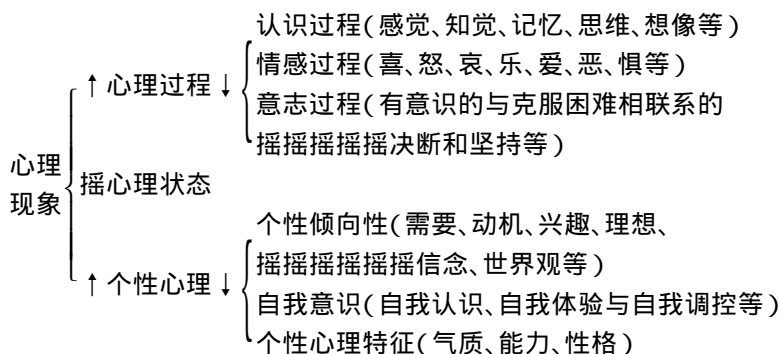 认识过程(感觉、知觉、记忆、思维、想像等)
情感过程(喜、怒、哀、乐、爱、恶、惧等)
↑心理过程↓
意志过程(有意识的与克服困难相联系的
摇摇摇摇摇决断和坚持等)
心理
现象
摇心理状态
个性倾向性(需要、动机、兴趣、理想、
摇摇摇摇摇摇信念、世界观等)
↑个性心理↓
自我意识(自我认识、自我体验与自我调控等)
个性心理特征(气质、能力、性格)